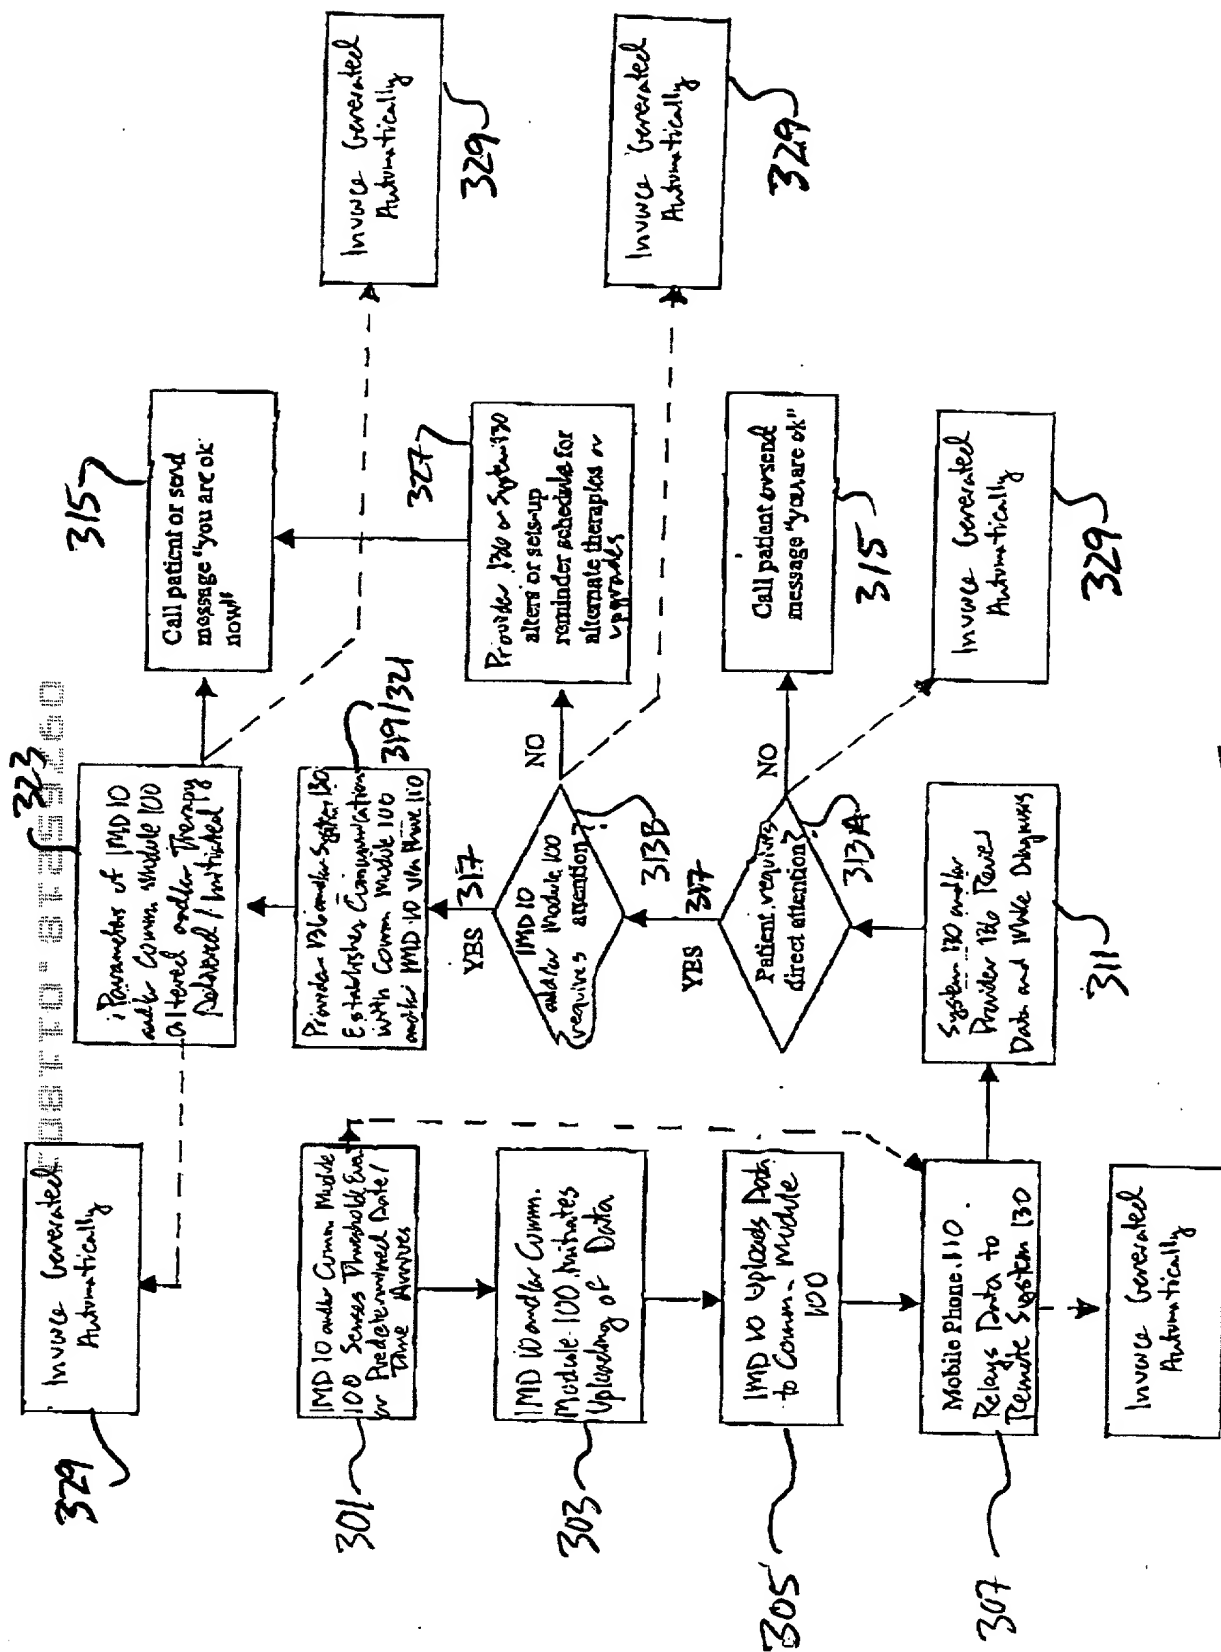 329
Invoice Generated
Automatically
301
IMD 10 and/or Comm Module
100 Senses Threshold Event
or Predetermined Date/
Time Arrives
303
IMD 10 and/or Comm.
Module 100 Initiates
Uploading of Data
305
IMD 10 Uploads Data
to Comm. Module
100
307
Mobile Phone 110
Relays Data to
Remote System 130
Invoice Generated
Automatically
311
System 130 and/or
Provider 136 Review
Data and Make Diagnosis
Patient requires
direct attention?
313A
YES
317
NO
IMD 10
and/or Module 100
requires attention?
313B
YES
317
NO
Provider 136 and/or System 130
Establishes Communication
with Comm Module 100
and/or IMD 10 via Phone 110
319/321
Parameters of IMD 10
and/or Comm Module 100
altered and/or Therapy
Delivered / Initiated
323
315
Call patient or send
message "you are ok
now"
327
Provider 136 or System 130
alters or sets-up
reminder schedule for
alternate therapies or
upgrades
Call patient or send
message "you are ok"
315
Invoice Generated
Automatically
329
Invoice Generated
Automatically
329
Invoice Generated
Automatically
329